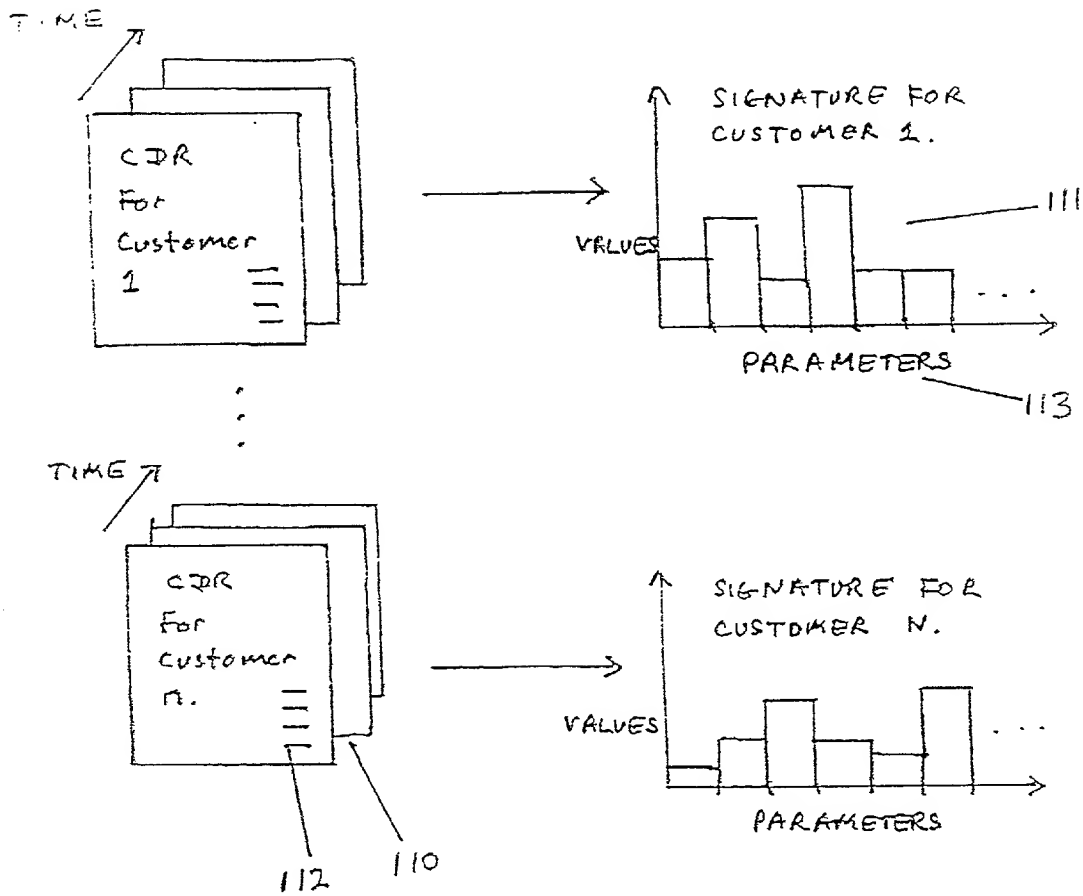 TIME
CDR
For
Customer
1
SIGNATURE FOR
CUSTOMER 1.
VALUES
111
PARAMETERS
113
TIME
CDR
For
Customer
n.
SIGNATURE FOR
CUSTOMER N.
VALUES
...
PARAMETERS
112
110